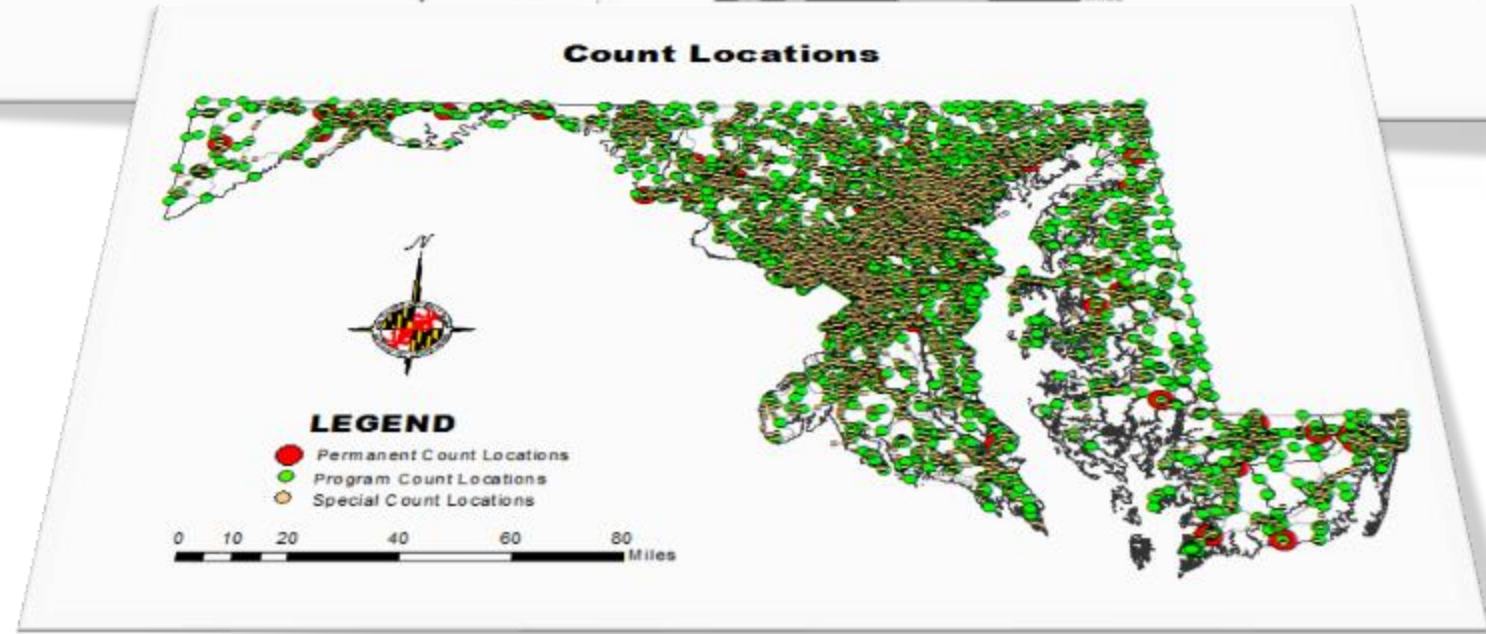 Count Locations
N
LEGEND
Permanent Count Locations
Program Count Locations
Special Count Locations
0 10 20 40 60 80
Miles